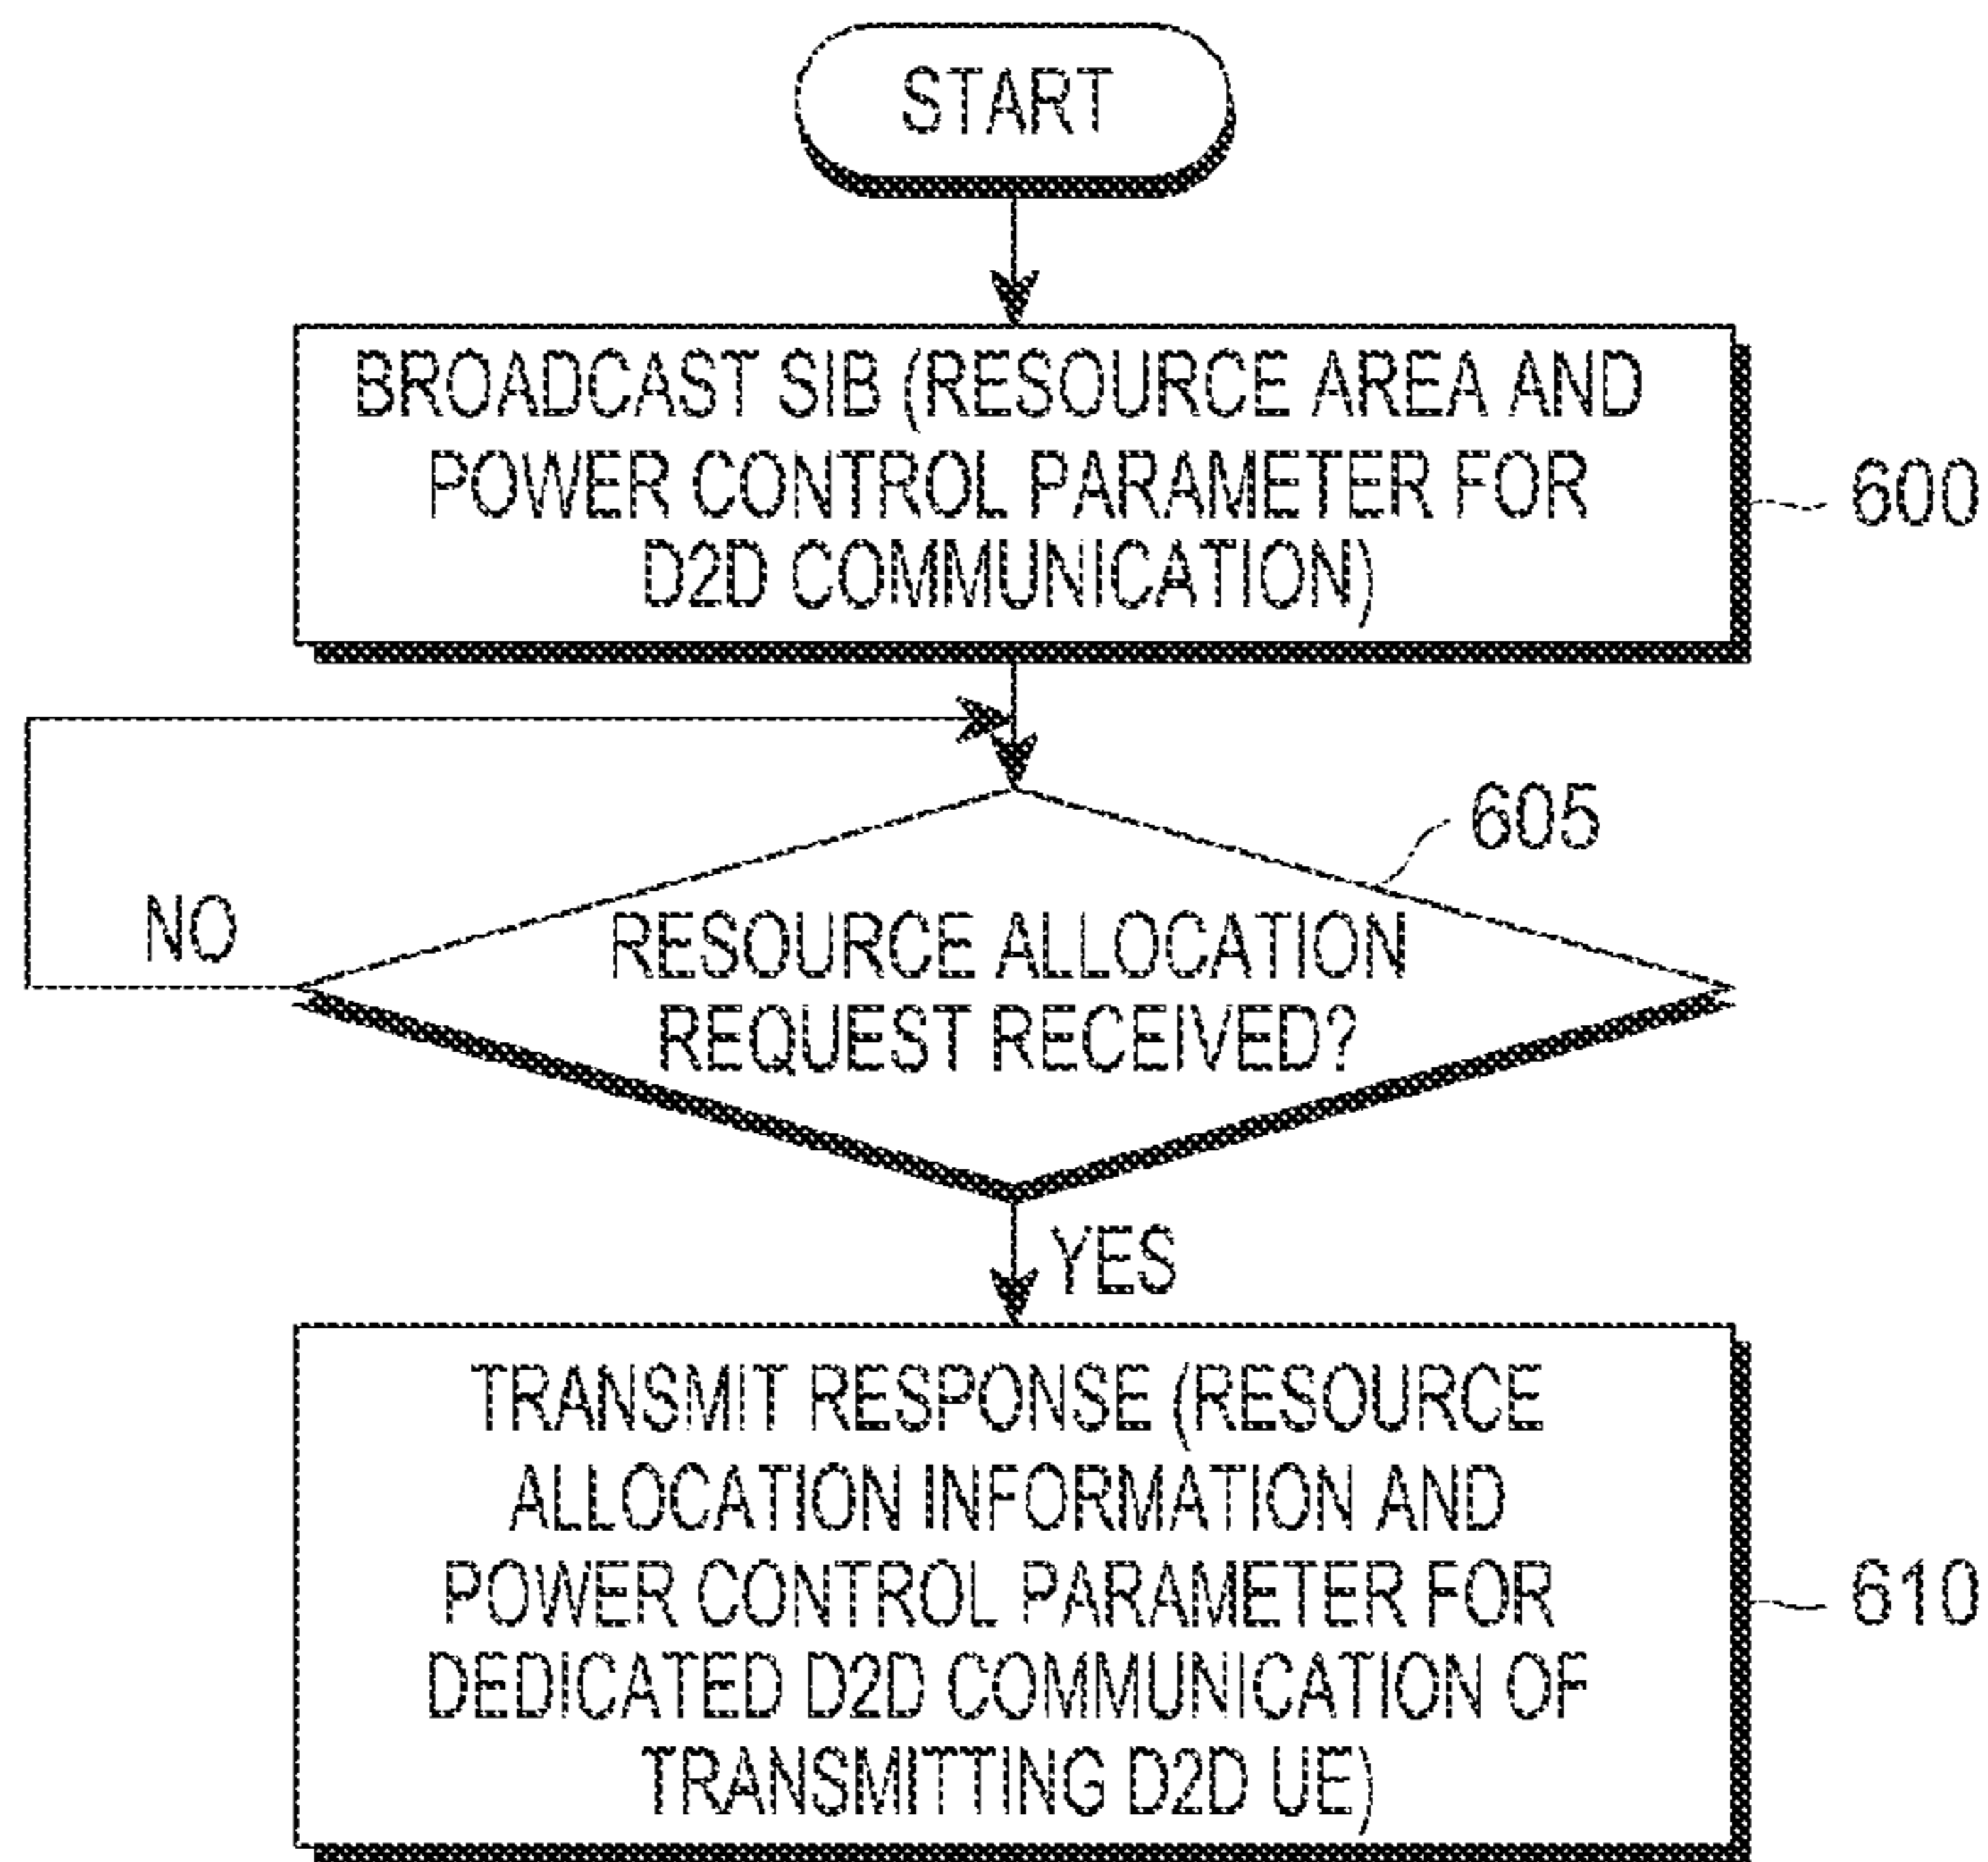 START
BROADCAST SIB (RESOURCE AREA AND
POWER CONTROL PARAMETER FOR
D2D COMMUNICATION)
600
605
NO
RESOURCE ALLOCATION
REQUEST RECEIVED?
YES
TRANSMIT RESPONSE (RESOURCE
ALLOCATION INFORMATION AND
POWER CONTROL PARAMETER FOR
DEDICATED D2D COMMUNICATION OF
TRANSMITTING D2D UE)
610